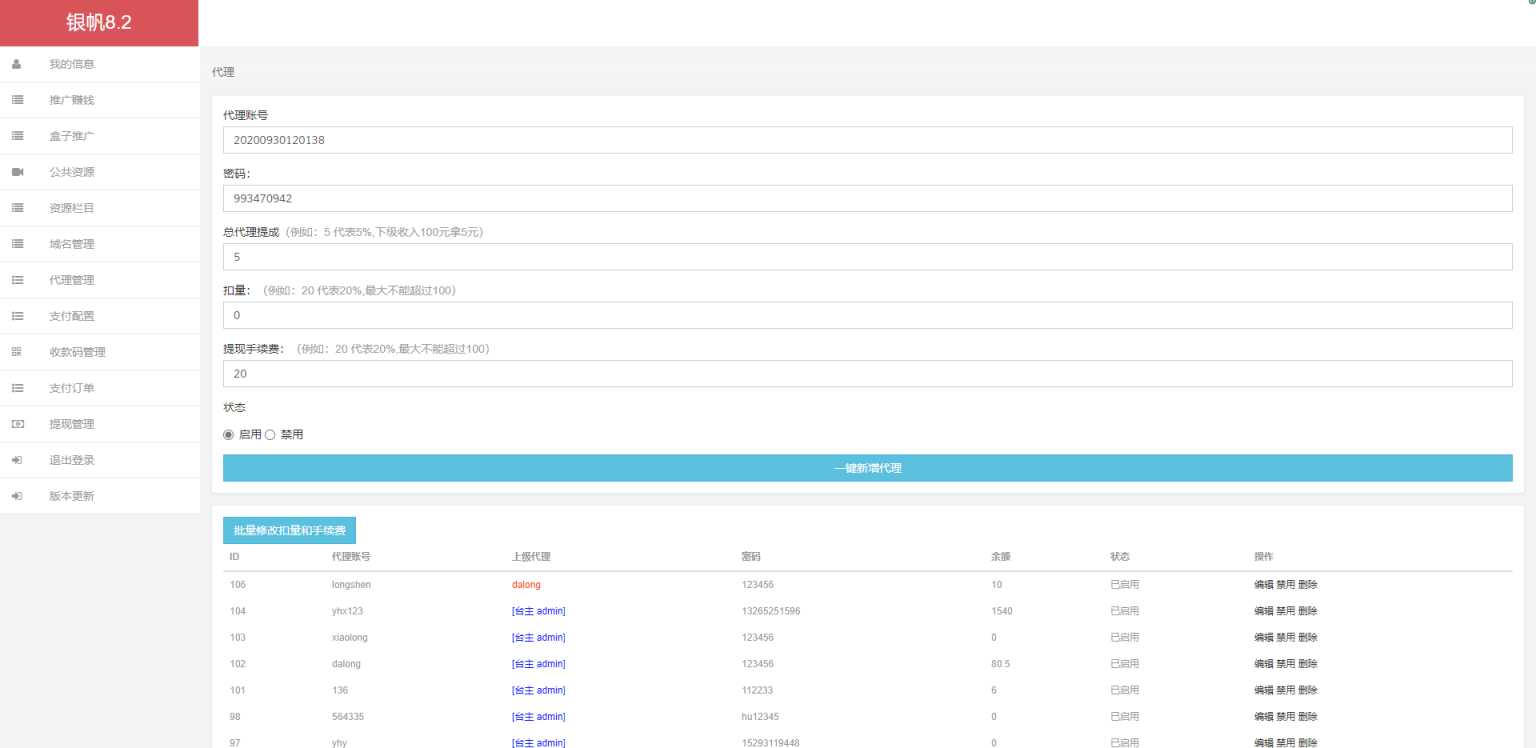 银帆8.2
我的信息
推广赚钱
盒子推广
公共资源
资源栏目
域名管理
代理管理
支付配置
收款码管理
支付订单
提现管理
退出登录
版本更新
代理
代理账号
20200930120138
密码：
993470942
总代理提成（例如：5 代表5%,下级收入100元拿5元）
5
扣量：（例如：20 代表20%,最大不能超过100）
0
提现手续费：（例如：20 代表20%,最大不能超过100）
20
状态
启用 禁用
一键新增代理
批量修改扣量和手续费
ID 代理账号 上级代理 密码 余额 状态 操作
106 longshen dalong 123456 10 已启用 编辑 禁用 删除
104 yhx123 [台主 admin] 13265251596 1540 已启用 编辑 禁用 删除
103 xiaolong [台主 admin] 123456 0 已启用 编辑 禁用 删除
102 dalong [台主 admin] 123456 80.5 已启用 编辑 禁用 删除
101 136 [台主 admin] 112233 6 已启用 编辑 禁用 删除
98 564335 [台主 admin] hu12345 0 已启用 编辑 禁用 删除
97 yhy [台主 admin] 15293119448 0 已启用 编辑 禁用 删除